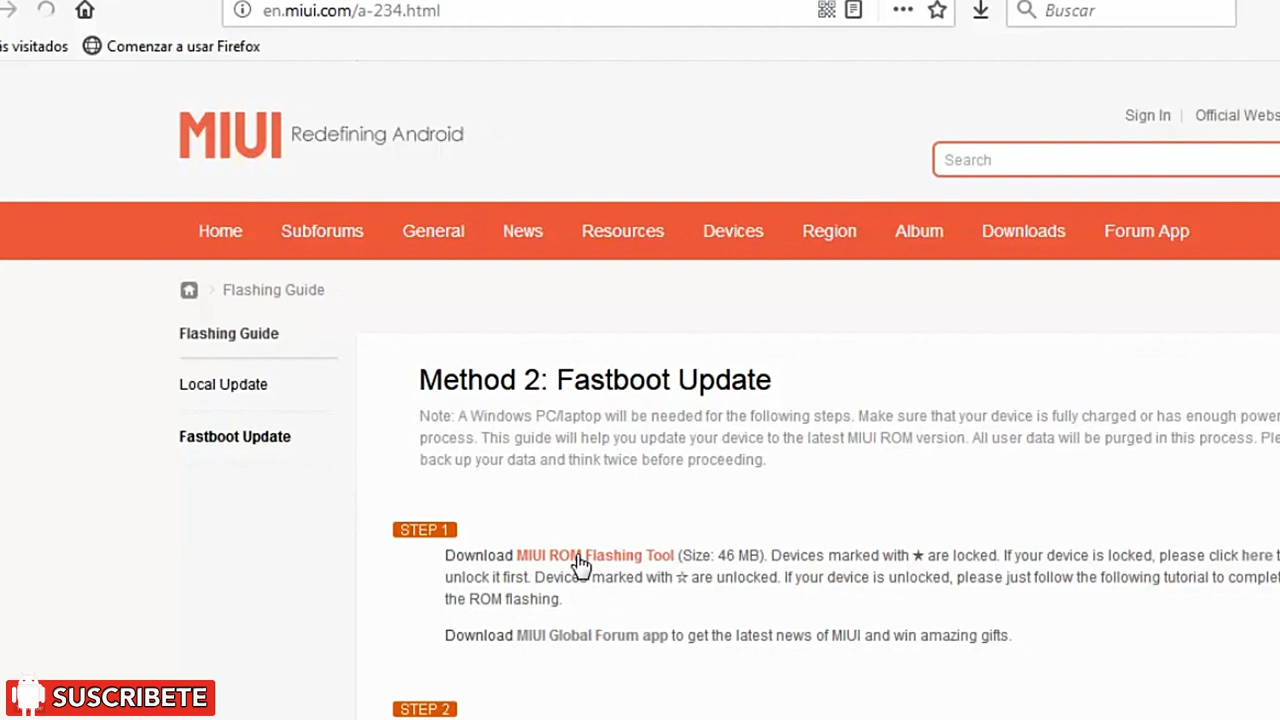 en.miui.com/a-234.html
Buscar
is visitados
Comenzar a usar Firefox
MIUI Redefining Android
Sign In | Official Webs
Search
Home Subforums General News Resources Devices Region Album Downloads Forum App
Flashing Guide
Flashing Guide
Local Update
Fastboot Update
Method 2: Fastboot Update
Note: A Windows PC/laptop will be needed for the following steps. Make sure that your device is fully charged or has enough power
process. This guide will help you update your device to the latest MIUI ROM version. All user data will be purged in this process. Ple
back up your data and think twice before proceeding.
STEP 1
Download MIUI ROM Flashing Tool (Size: 46 MB). Devices marked with ★ are locked. If your device is locked, please click here t
unlock it first. Devices marked with ☆ are unlocked. If your device is unlocked, please just follow the following tutorial to complet
the ROM flashing.
Download MIUI Global Forum app to get the latest news of MIUI and win amazing gifts.
STEP 2
SUSCRIBETE